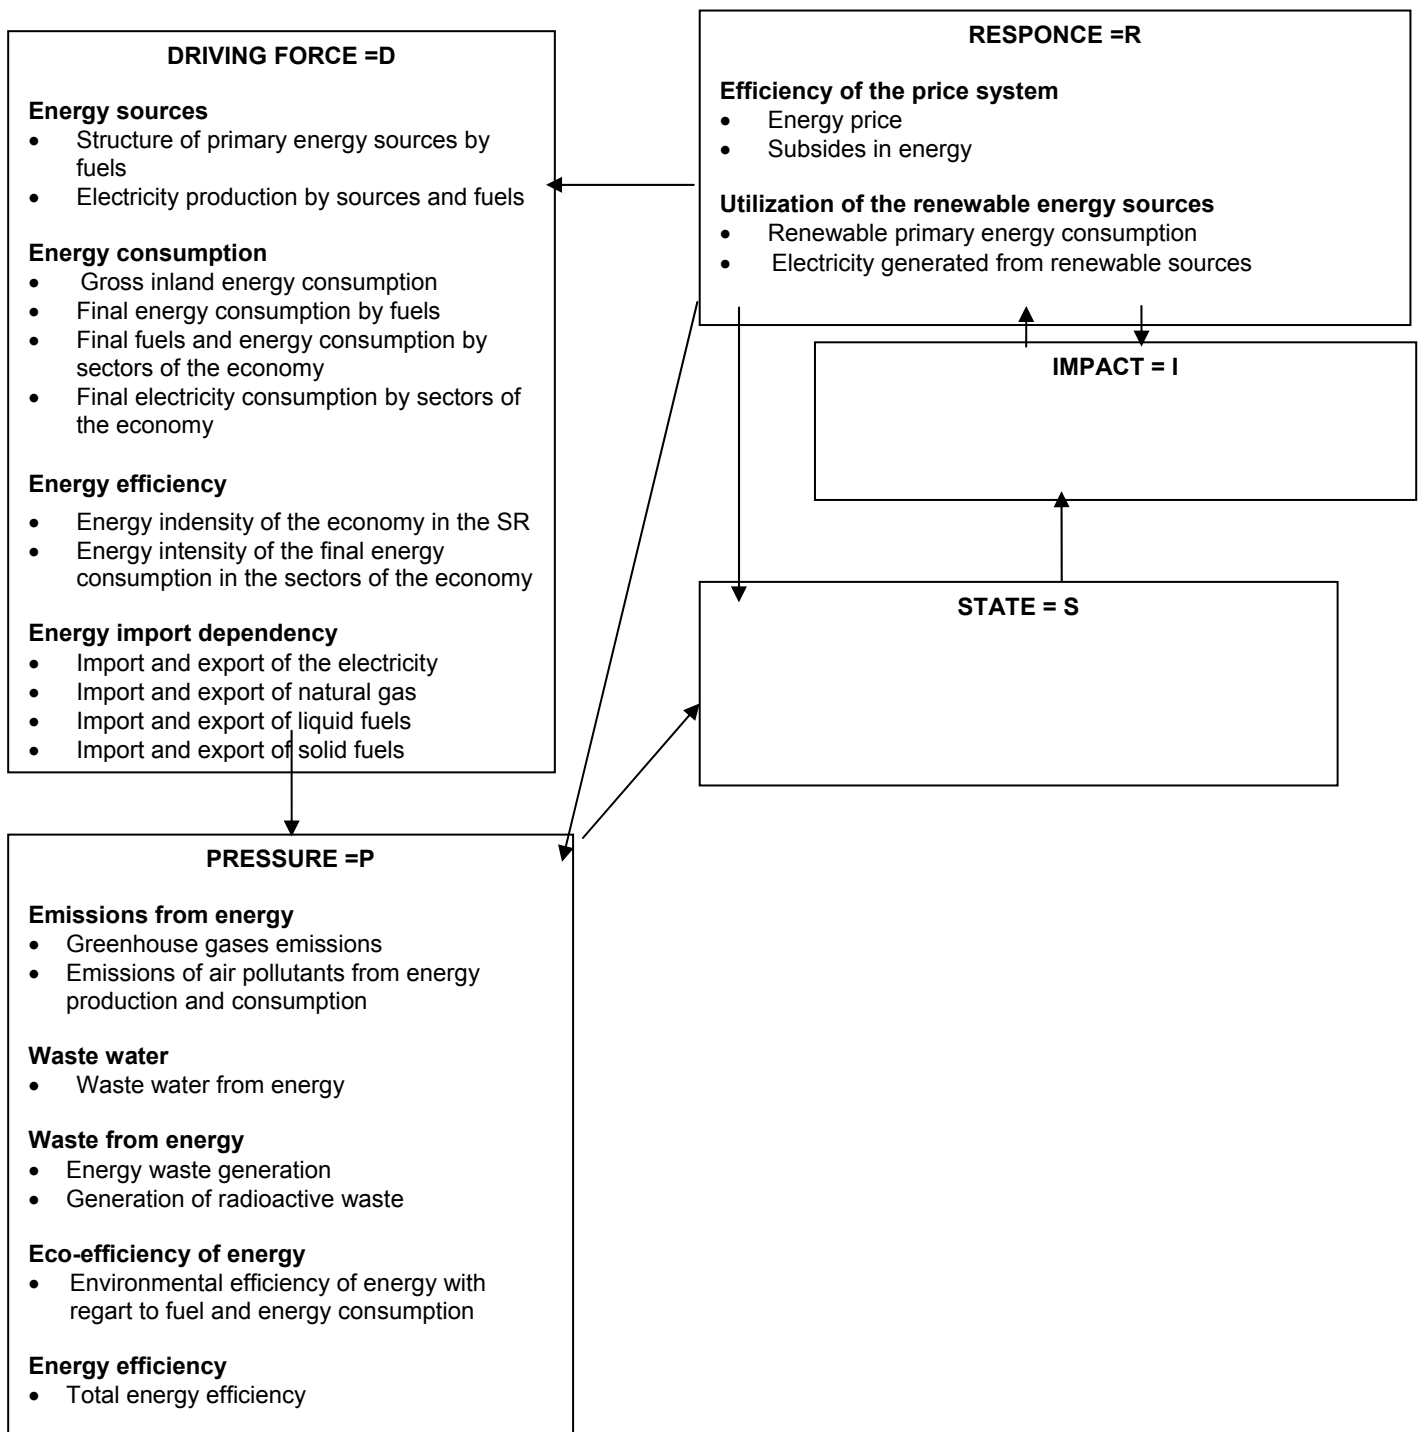 DRIVING FORCE =D
Energy sources
• Structure of primary energy sources by
fuels
• Electricity production by sources and fuels
Energy consumption
• Gross inland energy consumption
• Final energy consumption by fuels
• Final fuels and energy consumption by
sectors of the economy
• Final electricity consumption by sectors of
the economy
Energy efficiency
• Energy indensity of the economy in the SR
• Energy intensity of the final energy
consumption in the sectors of the economy
Energy import dependency
• Import and export of the electricity
• Import and export of natural gas
• Import and export of liquid fuels
• Import and export of solid fuels
RESPONCE =R
Efficiency of the price system
• Energy price
• Subsides in energy
Utilization of the renewable energy sources
• Renewable primary energy consumption
• Electricity generated from renewable sources
IMPACT = I
STATE = S
PRESSURE =P
Emissions from energy
• Greenhouse gases emissions
• Emissions of air pollutants from energy
production and consumption
Waste water
• Waste water from energy
Waste from energy
• Energy waste generation
• Generation of radioactive waste
Eco-efficiency of energy
• Environmental efficiency of energy with
regart to fuel and energy consumption
Energy efficiency
• Total energy efficiency